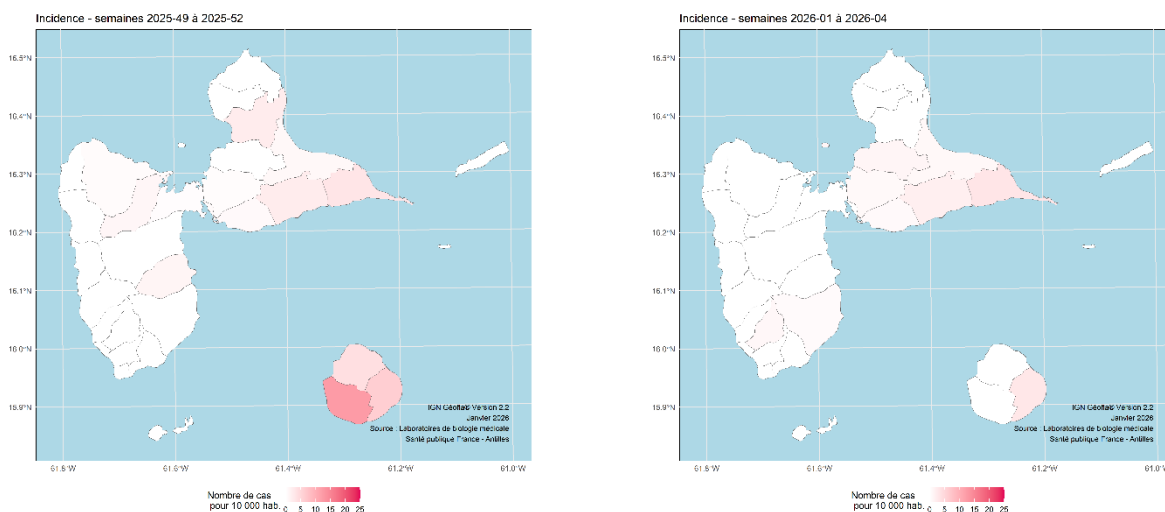 Incidence - semaines 2025-49 à 2025-52
16.5°N
16.4°N
16.3°N
16.2°N
16.1°N
16.0°N
15.9°N
IGN Géofla® Version 2.2
Janvier 2026
Source : Laboratoires de biologie médicale
Santé publique France - Antilles
61.8°W 61.6°W 61.4°W 61.2°W 61.0°W
Nombre de cas
pour 10 000 hab. 0 5 10 15 20 25
Incidence - semaines 2026-01 à 2026-04
16.5°N
16.4°N
16.3°N
16.2°N
16.1°N
16.0°N
15.9°N
IGN Géofla® Version 2.2
Janvier 2026
Source : Laboratoires de biologie médicale
Santé publique France - Antilles
61.8°W 61.6°W 61.4°W 61.2°W 61.0°W
Nombre de cas
pour 10 000 hab. 0 5 10 15 20 25